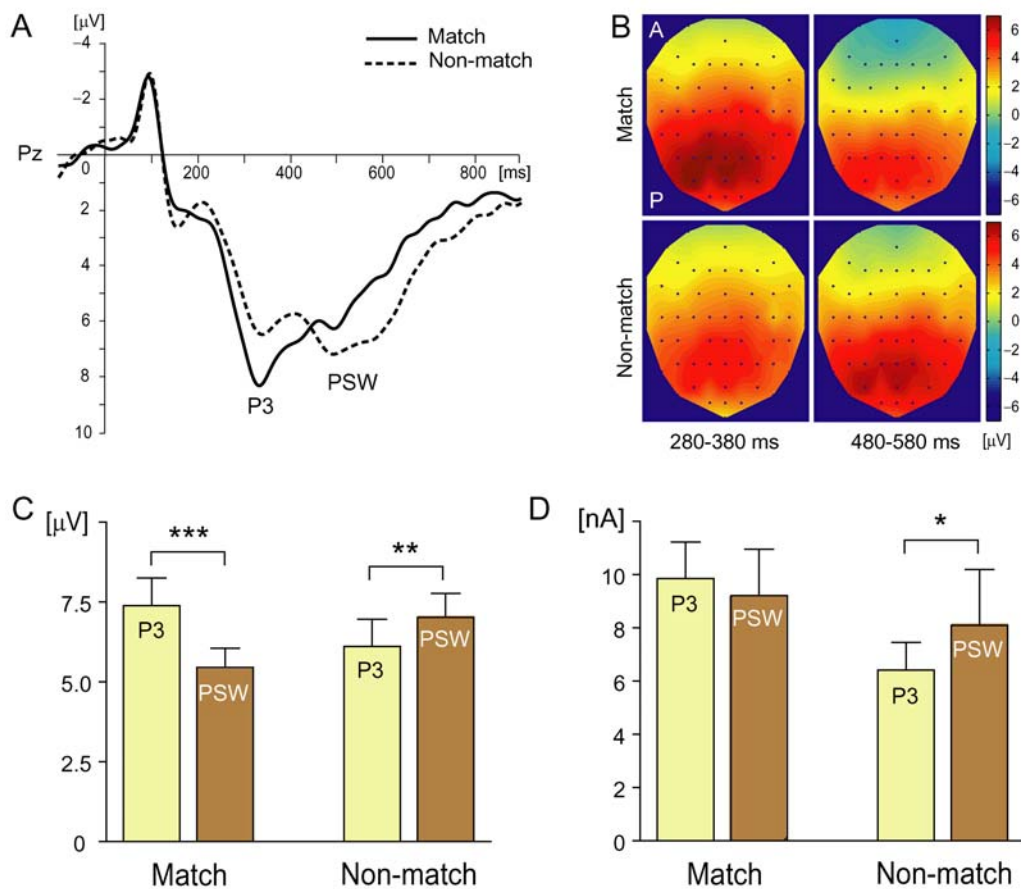 A
[μV]
−4
−2
Pz
0
2
4
6
8
10
200
400
600
800
[ms]
Match
Non-match
P3
PSW
B
A
P
Match
Non-match
6
4
2
0
−2
−4
−6
6
4
2
0
−2
−4
−6
280-380 ms
480-580 ms
[μV]
C
[μV]
7.5
5.0
2.5
0
***
**
P3
PSW
P3
PSW
Match
Non-match
D
[nA]
10
8
6
4
2
0
*
P3
PSW
P3
PSW
Match
Non-match